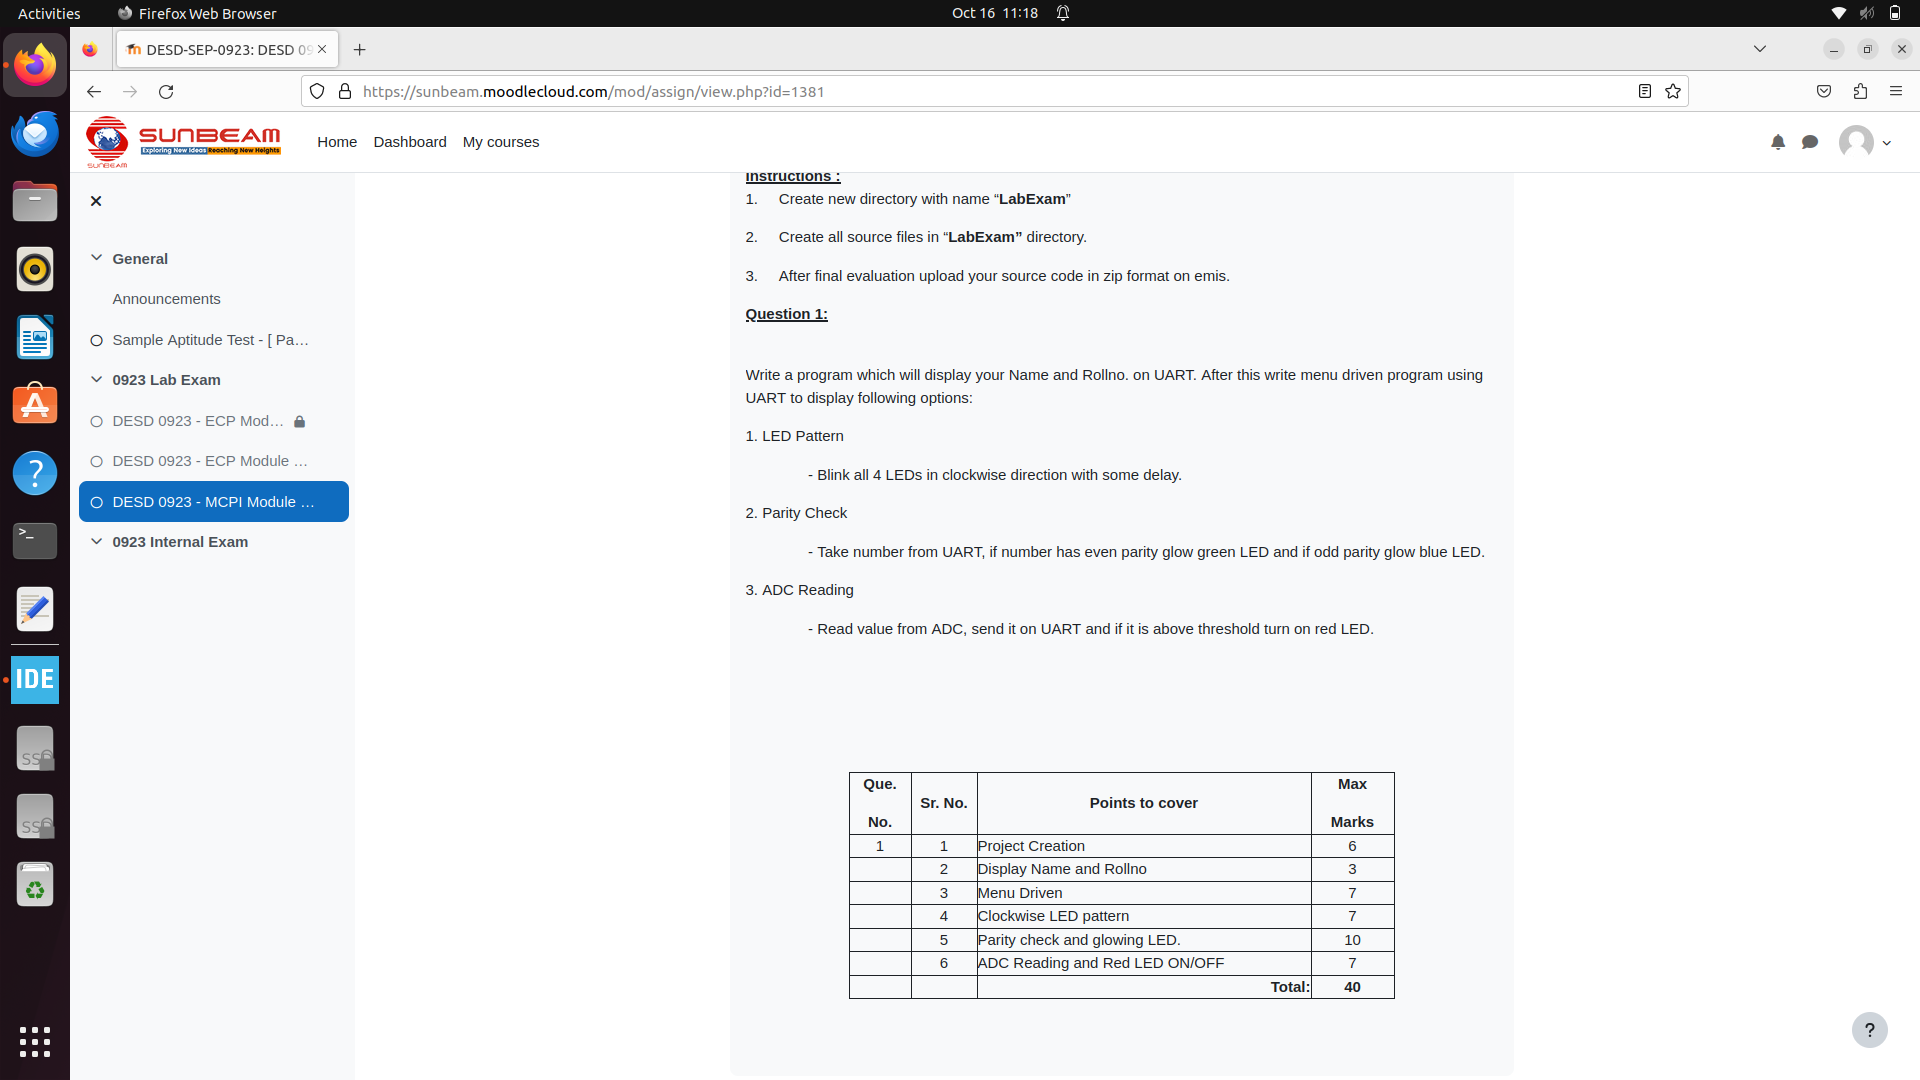 Activities
Firefox Web Browser
Oct 16 11:18
DESD-SEP-0923: DESD 09
https://sunbeam.moodlecloud.com/mod/assign/view.php?id=1381
SUNBEAM
Exploring New Ideas Reaching New Heights
SUNBEAM
Home
Dashboard
My courses
General
Announcements
Sample Aptitude Test - [ Pa...
0923 Lab Exam
DESD 0923 - ECP Mod...
DESD 0923 - ECP Module ...
DESD 0923 - MCPI Module ...
0923 Internal Exam
>_
IDE
SSD
SSD
?
Instructions :
1. Create new directory with name “LabExam”
2. Create all source files in “LabExam” directory.
3. After final evaluation upload your source code in zip format on emis.
Question 1:
Write a program which will display your Name and Rollno. on UART. After this write menu driven program using
UART to display following options:
1. LED Pattern
- Blink all 4 LEDs in clockwise direction with some delay.
2. Parity Check
- Take number from UART, if number has even parity glow green LED and if odd parity glow blue LED.
3. ADC Reading
- Read value from ADC, send it on UART and if it is above threshold turn on red LED.
Que. No. Sr. No. Points to cover Max Marks
1 1 Project Creation 6
2 Display Name and Rollno 3
3 Menu Driven 7
4 Clockwise LED pattern 7
5 Parity check and glowing LED. 10
6 ADC Reading and Red LED ON/OFF 7
Total: 40
?